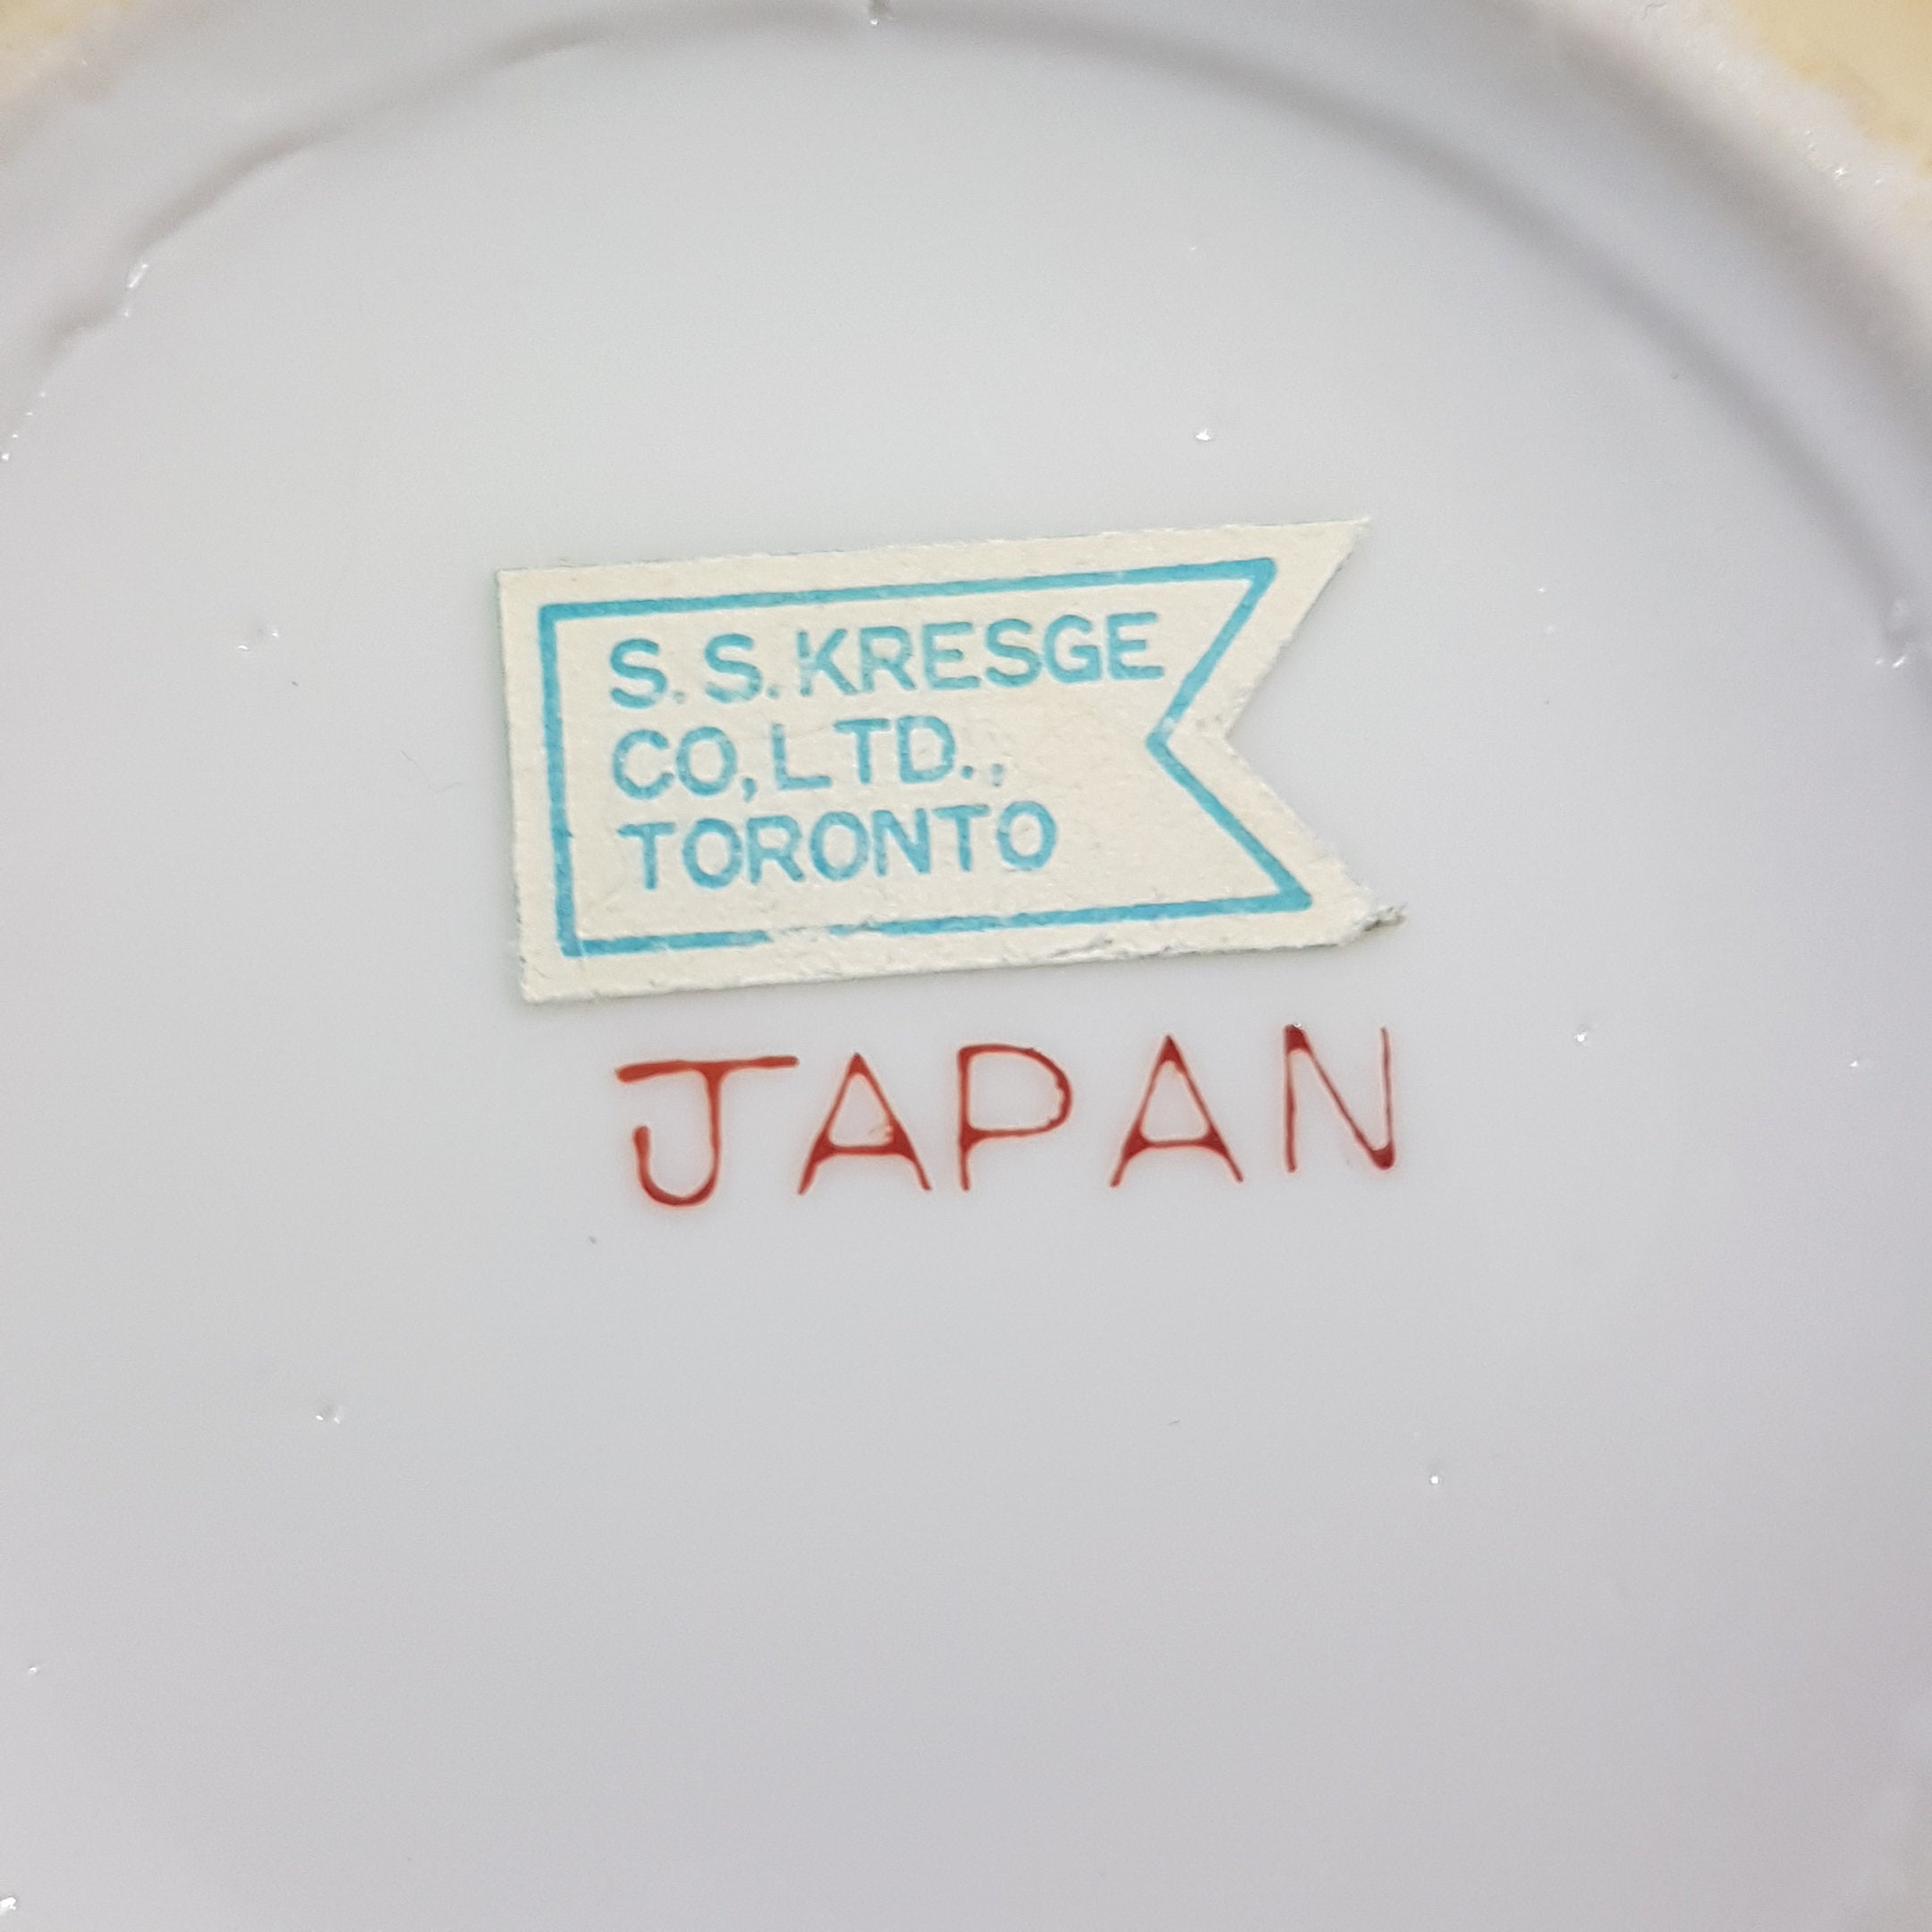 S. S. KRESGE
CO, LTD.,
TORONTO
JAPAN